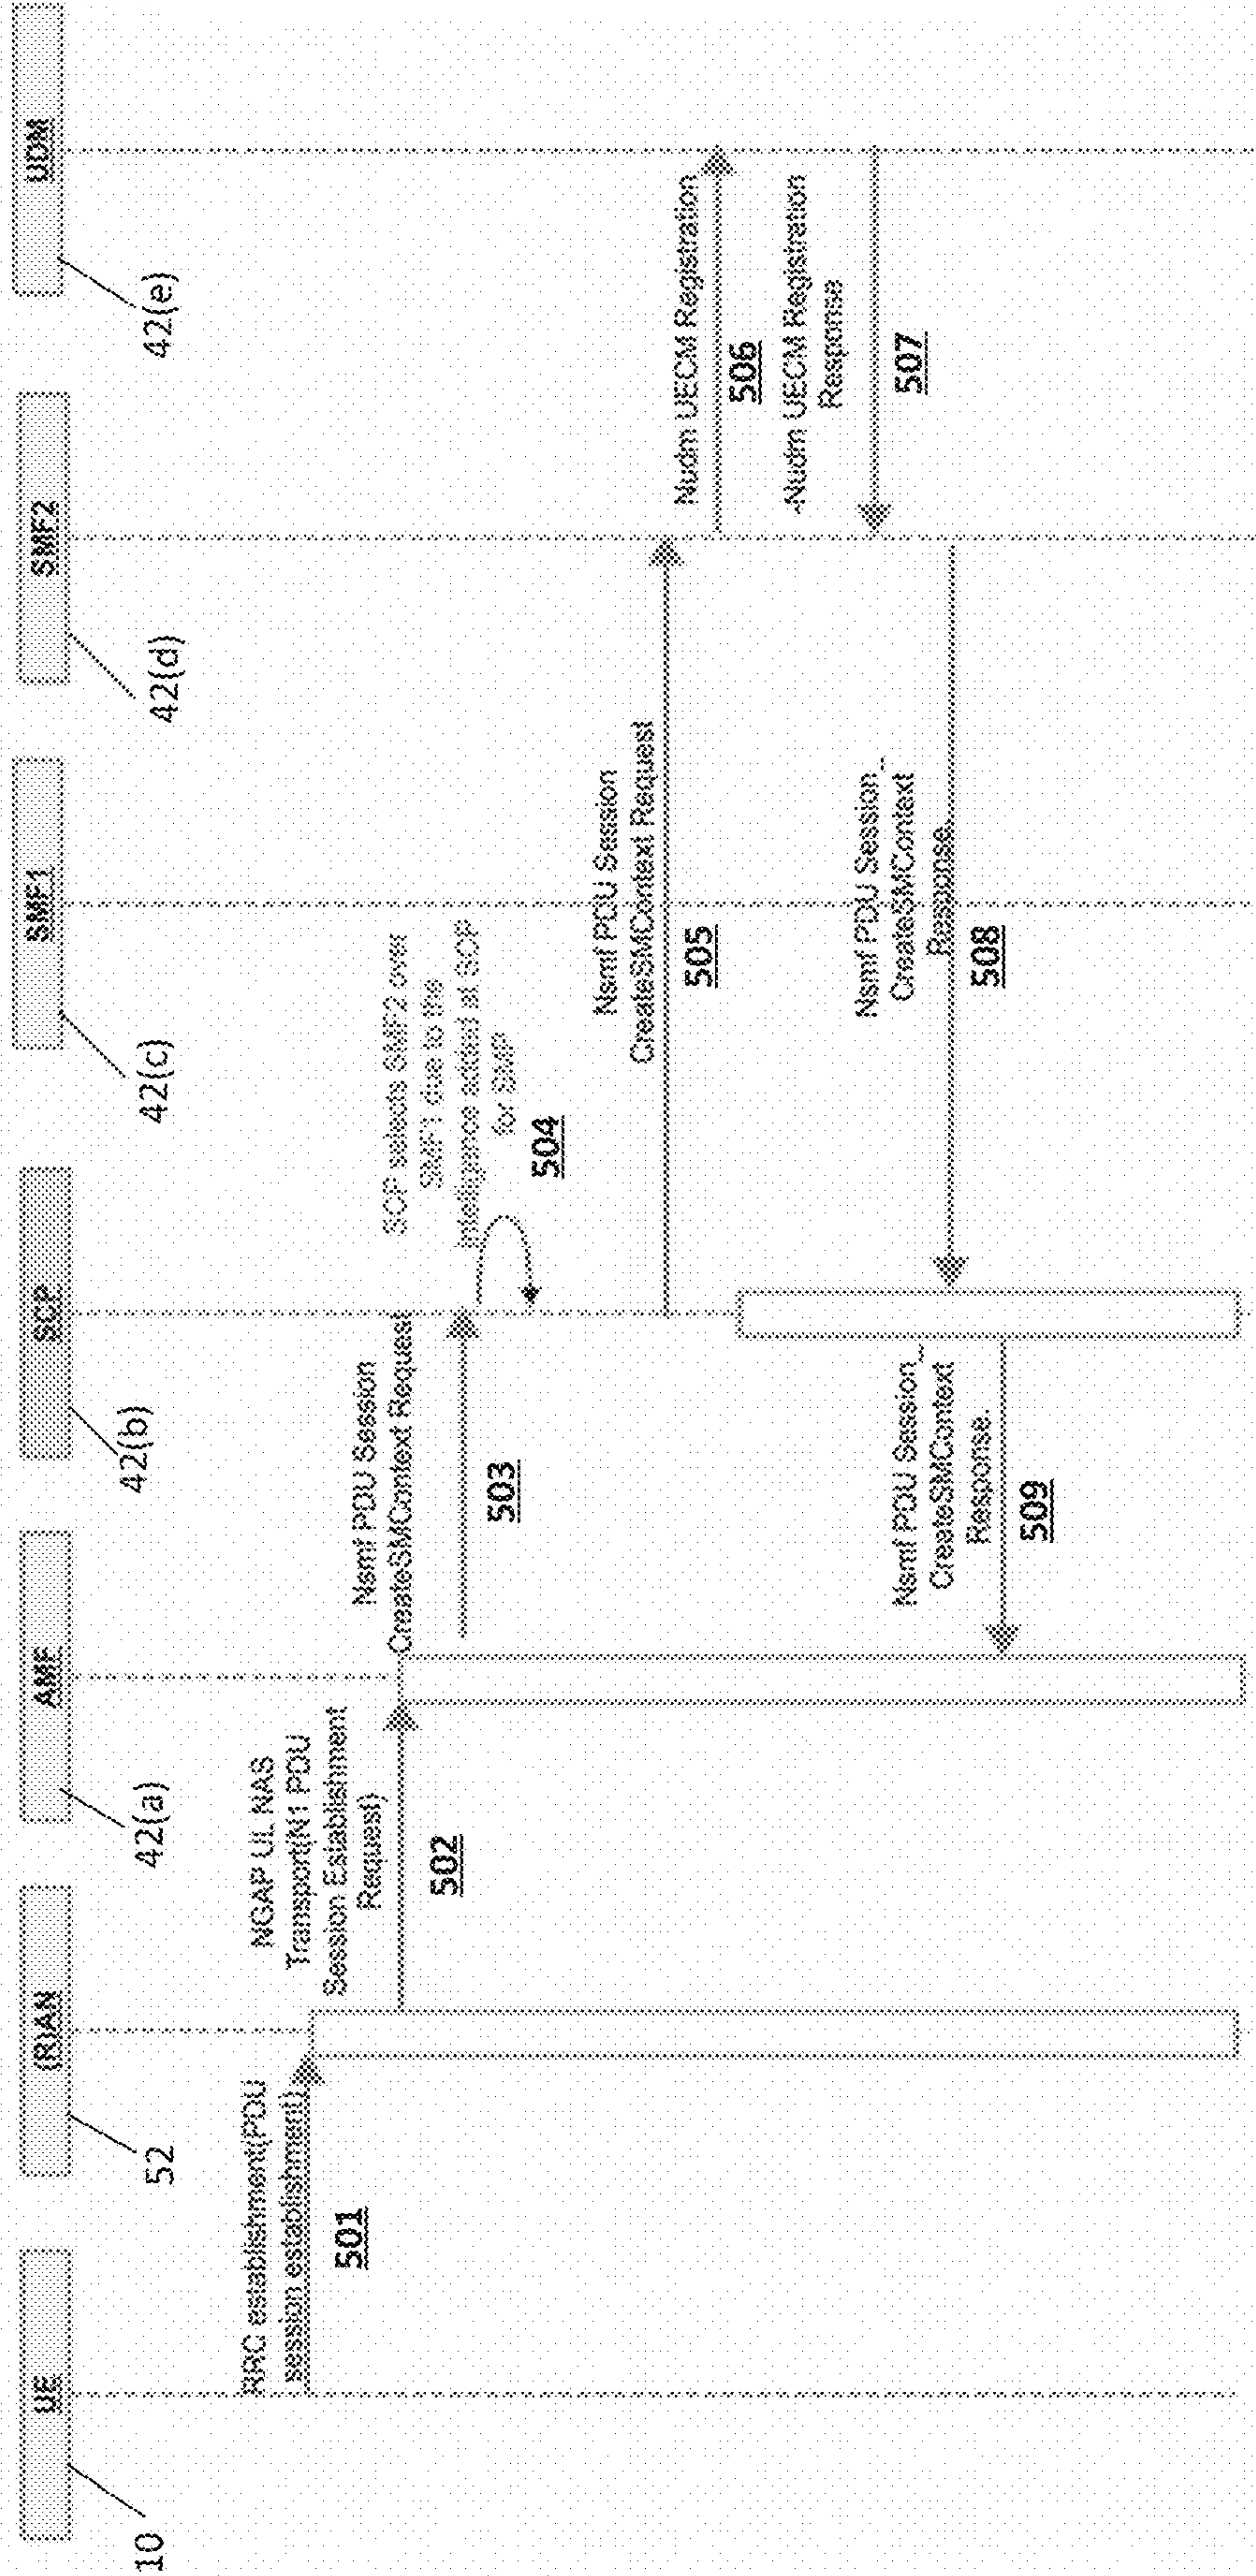 UE
(R)AN
AMF
SCP
SMF1
SMF2
UDM
10
52
42(a)
42(b)
42(c)
42(d)
42(e)
RRC establishment(PDU
session establishment)
501
NGAP UL NAS
Transport(N1 PDU
Session Establishment
Request)
502
Nsmf PDU Session
CreateSMContext Request
503
SCP selects SMF2 over
SMF1 due to the
intelligence added at SCP
for SMP
504
Nsmf PDU Session
CreateSMContext Request
505
Nudm UECM Registration
506
-Nudm UECM Registration
Response
507
Nsmf PDU Session_
CreateSMContext
Response.
508
Nsmf PDU Session_
CreateSMContext
Response.
509